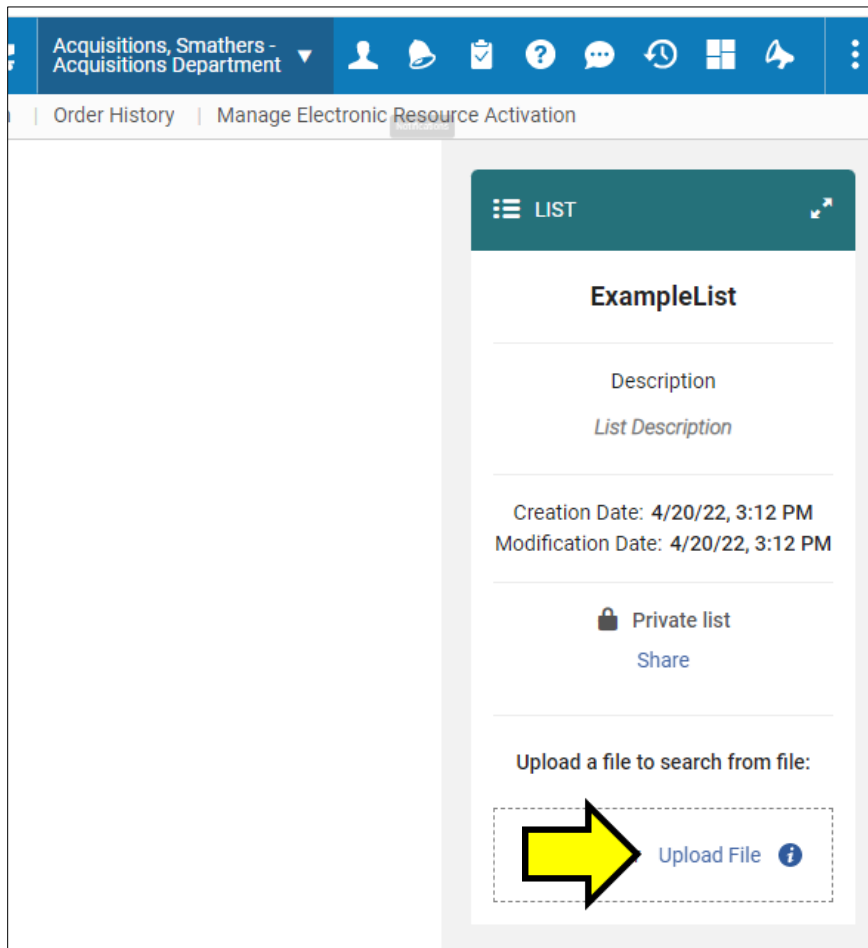 Acquisitions, Smathers -
Acquisitions Department
Order History | Manage Electronic Resource Activation
Notifications
LIST
ExampleList
Description
List Description
Creation Date: 4/20/22, 3:12 PM
Modification Date: 4/20/22, 3:12 PM
Private list
Share
Upload a file to search from file:
Upload File